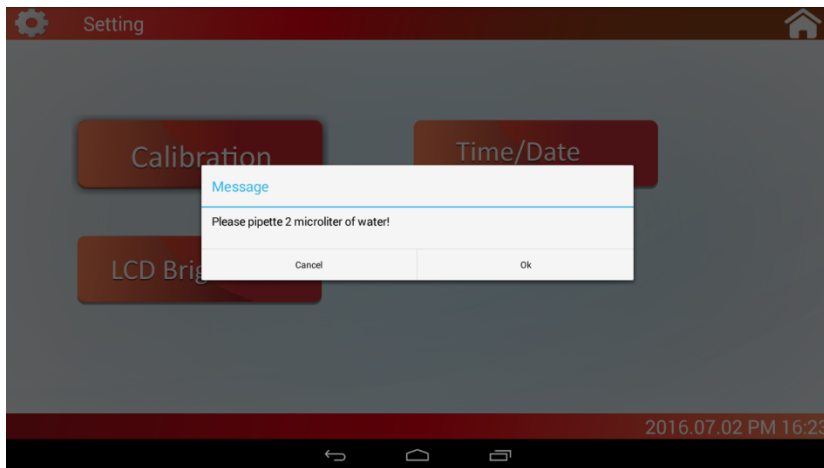 Setting
Calibration
Time/Date
Message
Please pipette 2 microliter of water!
Cancel
Ok
LCD Brig
2016.07.02 PM 16:23